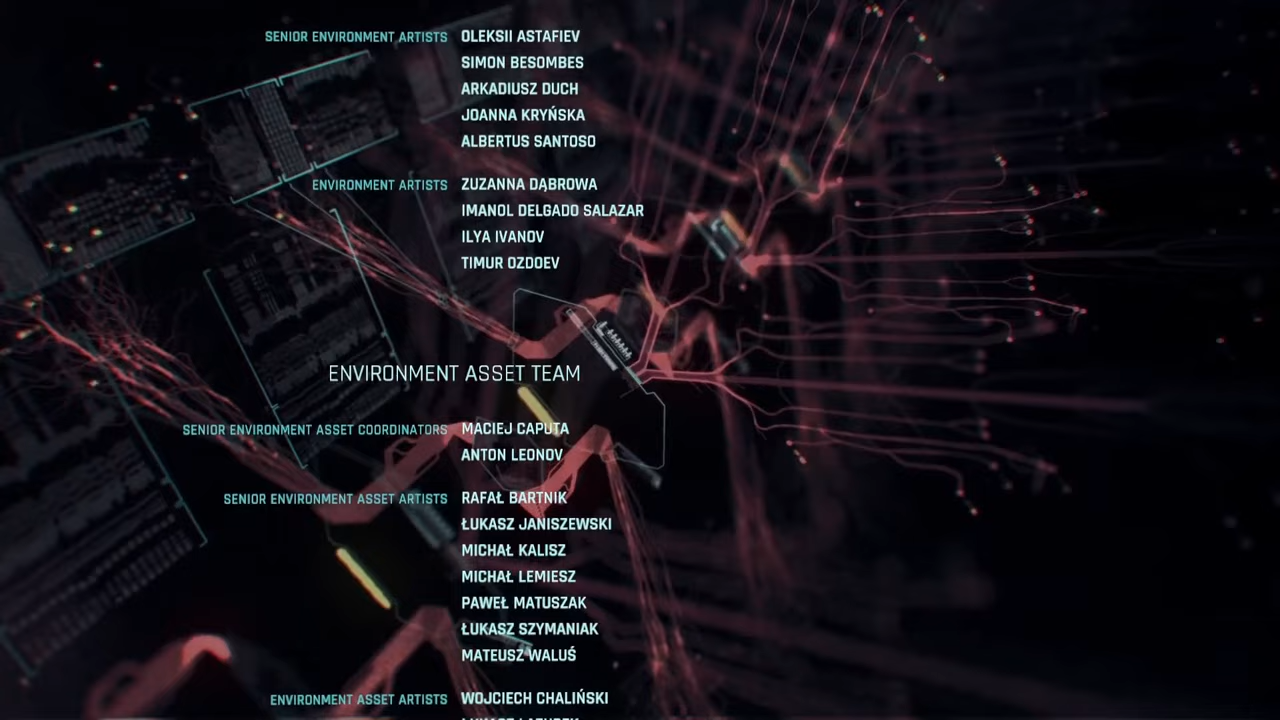 SENIOR ENVIRONMENT ARTISTS OLEKSII ASTAFIEV
SIMON BESOMBES
ARKADIUSZ DUCH
JOANNA KRYŃSKA
ALBERTUS SANTOSO
ENVIRONMENT ARTISTS ZUZANNA DĄBROWA
IMANOL DELGADO SALAZAR
ILYA IVANOV
TIMUR OZDOEV
ENVIRONMENT ASSET TEAM
SENIOR ENVIRONMENT ASSET COORDINATORS MACIEJ CAPUTA
ANTON LEONOV
SENIOR ENVIRONMENT ASSET ARTISTS RAFAŁ BARTNIK
ŁUKASZ JANISZEWSKI
MICHAŁ KALISZ
MICHAŁ LEMIESZ
PAWEŁ MATUSZAK
ŁUKASZ SZYMANIAK
MATEUSZ WALUŚ
ENVIRONMENT ASSET ARTISTS WOJCIECH CHALIŃSKI